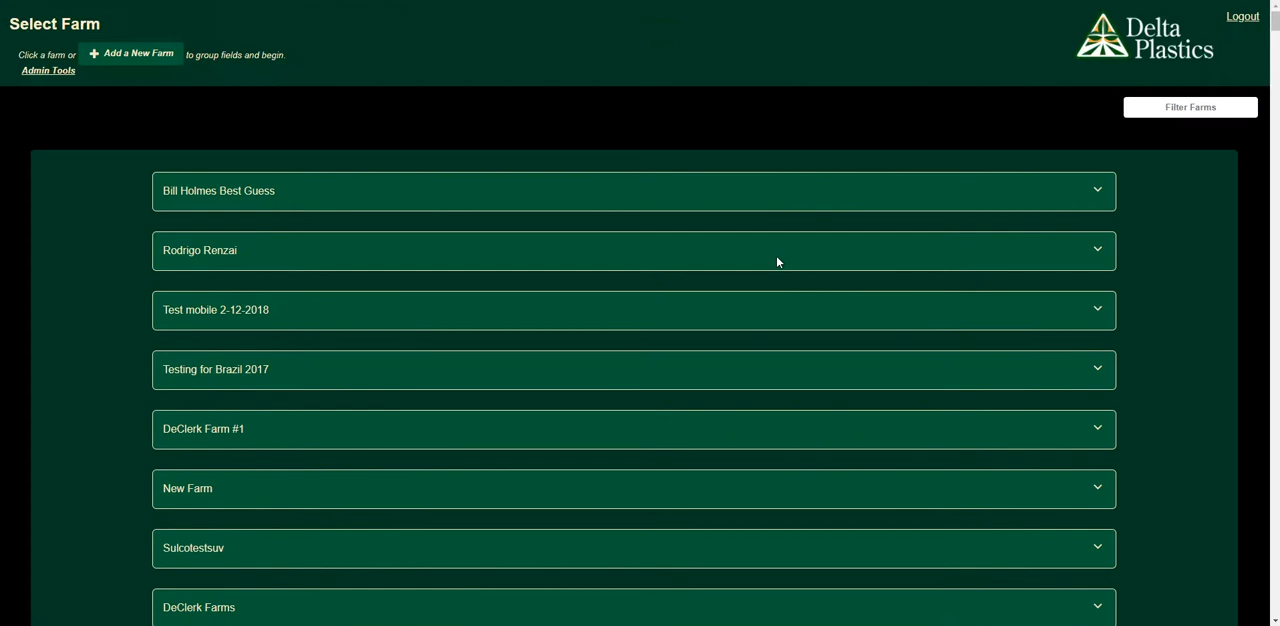 Select Farm
Click a farm or + Add a New Farm to group fields and begin.
Admin Tools
Delta
Plastics
Logout
Filter Farms
Bill Holmes Best Guess
Rodrigo Renzai
Test mobile 2-12-2018
Testing for Brazil 2017
DeClerk Farm #1
New Farm
Sulcotestsuv
DeClerk Farms